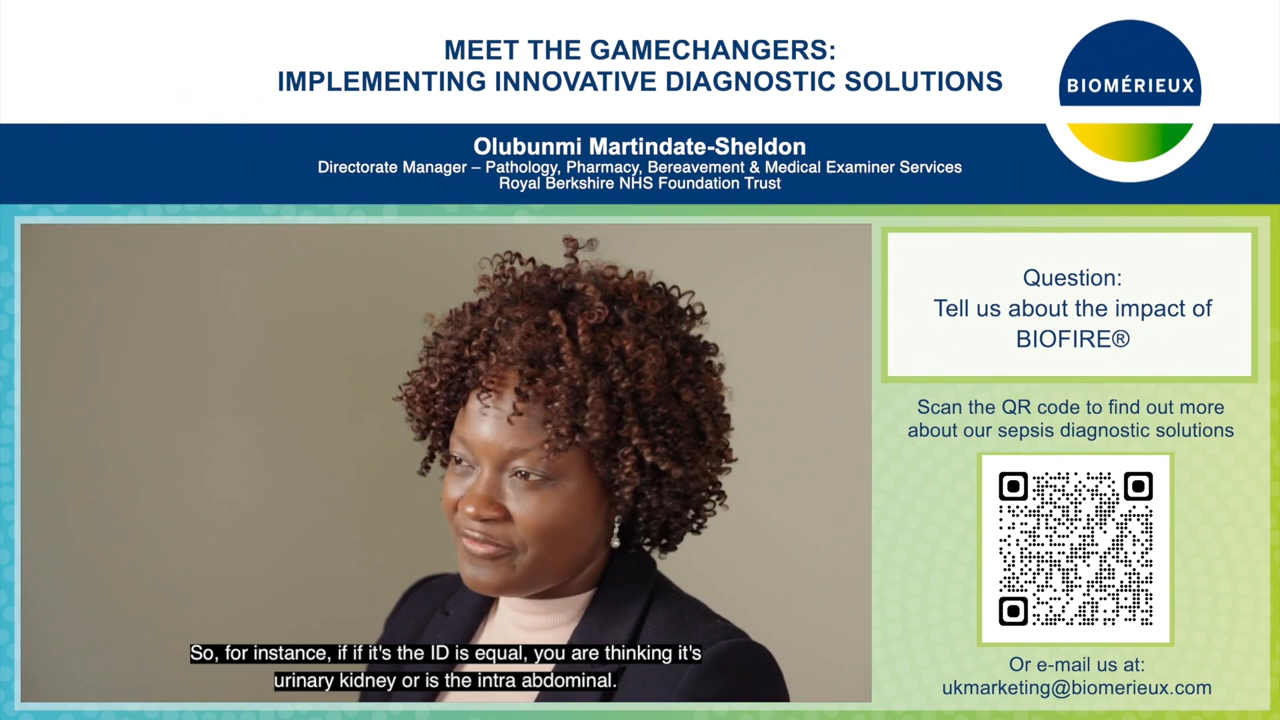 MEET THE GAMECHANGERS:
IMPLEMENTING INNOVATIVE DIAGNOSTIC SOLUTIONS
BIOMÉRIEUX
Olubunmi Martindate-Sheldon
Directorate Manager – Pathology, Pharmacy, Bereavement & Medical Examiner Services
Royal Berkshire NHS Foundation Trust
Question:
Tell us about the impact of
BIOFIRE®
Scan the QR code to find out more
about our sepsis diagnostic solutions
Or e-mail us at:
ukmarketing@biomerieux.com
So, for instance, if if it's the ID is equal, you are thinking it's
urinary kidney or is the intra abdominal.